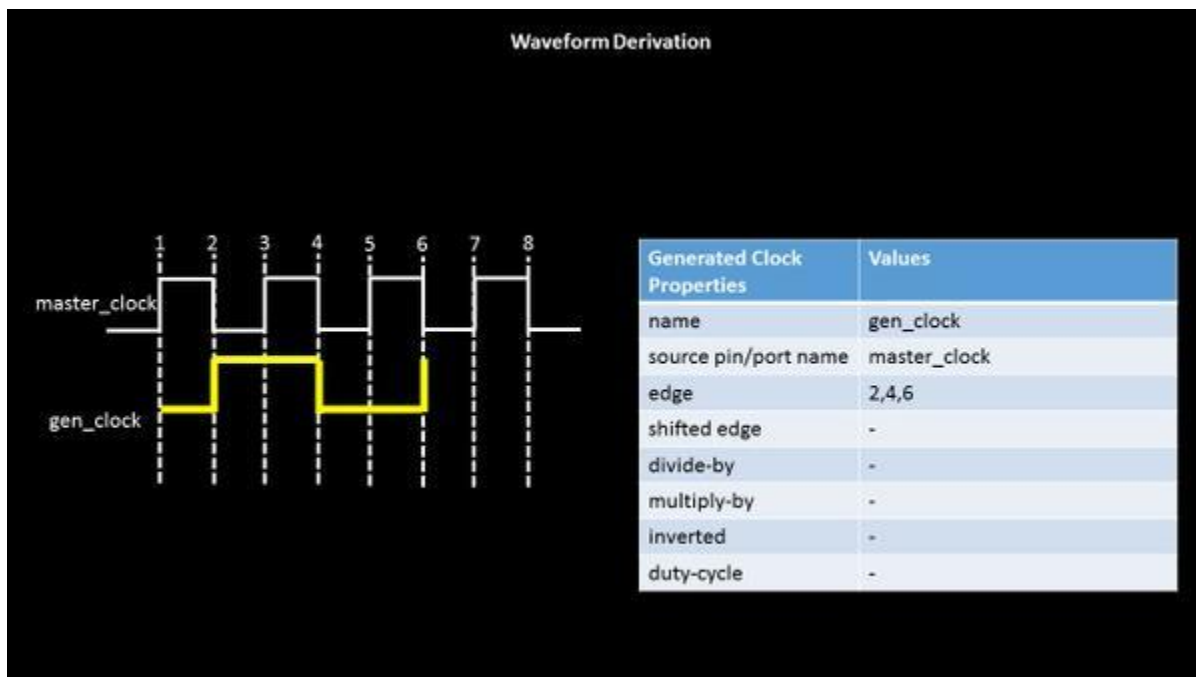 Waveform Derivation
1 2 3 4 5 6 7 8
master_clock
gen_clock
Generated Clock Properties Values
name gen_clock
source pin/port name master_clock
edge 2,4,6
shifted edge -
divide-by -
multiply-by -
inverted -
duty-cycle -